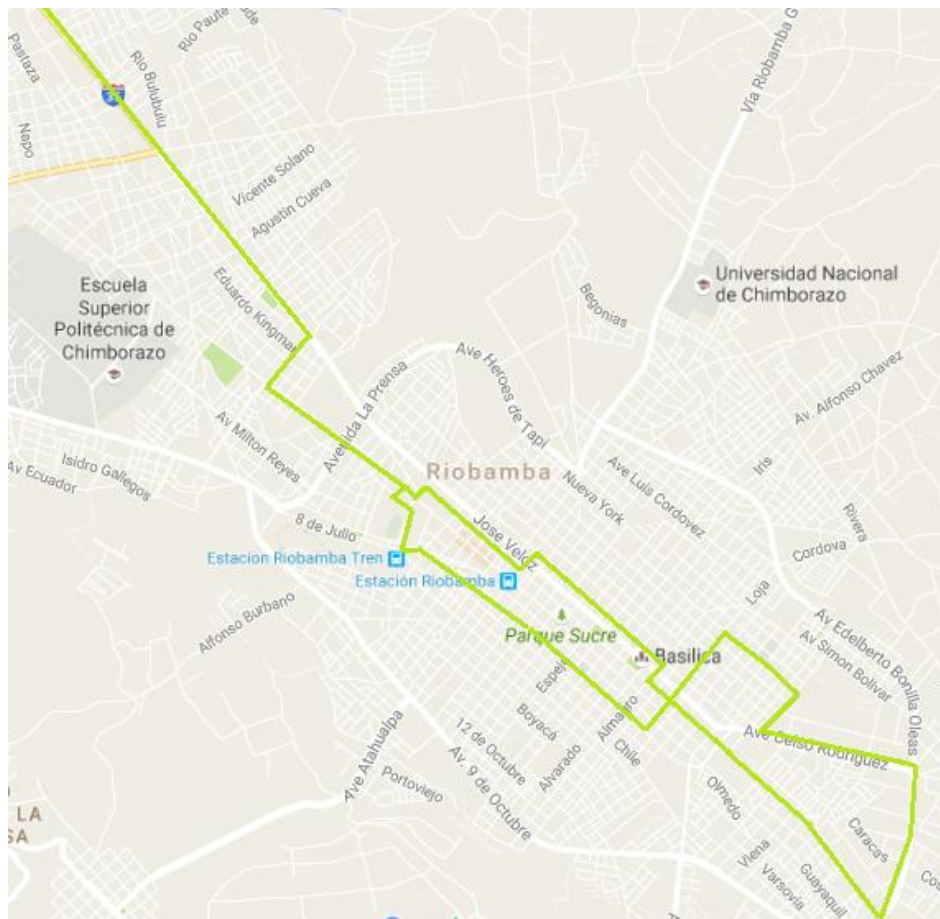 Pastaza
Rio Paute
Rio Bulubulu
Napo
Via Riobamba G
Vicente Solano
Agustin Cueva
Escuela
Superior
Politécnica de
Chimborazo
Eduardo Kingman
Universidad Nacional
de Chimborazo
Begonias
Avenida La Prensa
Ave Heroes de Tapi
Av. Alfonso Chavez
Av Milton Reyes
Isidro Gallegos
Av Ecuador
Riobamba
Nueva York
Ave Luis Cordovez
Iris
Rivera
8 de Julio
Jose Veloz
Cordova
Estacion Riobamba Tren
Estación Riobamba
Alfonso Burbano
Loja
Parque Sucre
Basilica
Av Edelberto Bonilla Oleas
Av Simon Bolivar
Espejo
Boyacá
Almagro
Chile
Alvarado
12 de Octubre
Av. 9 de Octubre
Ave Atahualpa
Portoviejo
Ave Celso Rodriguez
Olmedo
Caracas
Viena
Varsovia
Guayaquil
LA
SA